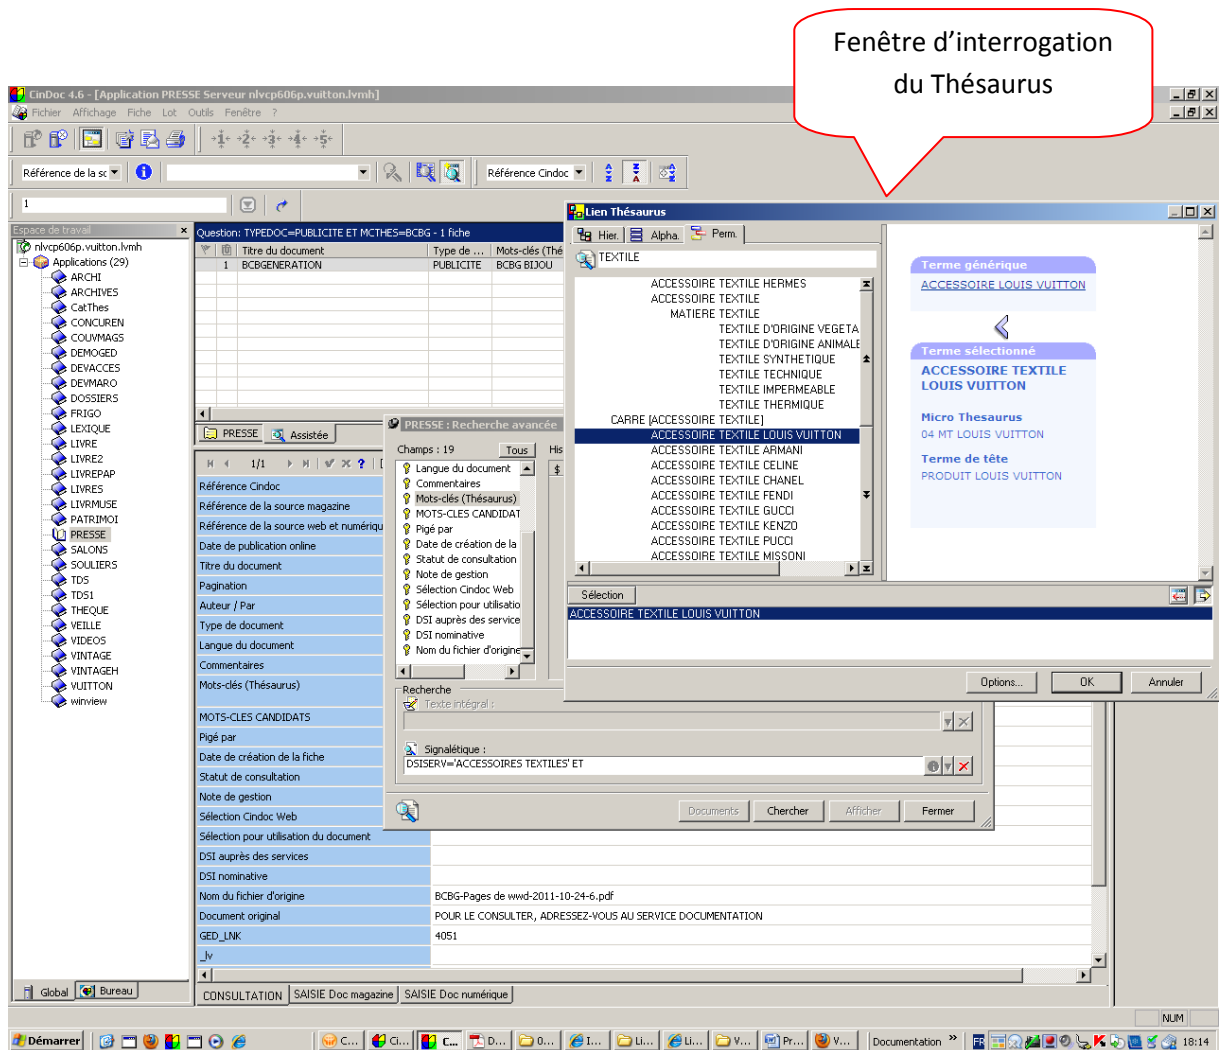 Fenêtre d'interrogation
du Thésaurus
CinDoc 4.6 - [Application PRESSE Serveur nlvcp606p.vuitton.lvmh]
Fichier Affichage Fiche Lot Outils Fenêtre ?
1 2 3 4 5
Référence de la sc
Référence Cindoc
1
Espace de travail
nlvcp606p.vuitton.lvmh
Applications (29)
ARCHI
ARCHIVES
CatThes
CONCUREN
COUVMAGS
DEMOGED
DEVACCES
DEVMARO
DOSSIERS
FRIGO
LEXIQUE
LIVRE
LIVRE2
LIVREPAP
LIVRES
LIVRMUSE
PATRIMOI
PRESSE
SALONS
SOULIERS
TDS
TDS1
THEQUE
VEILLE
VIDEOS
VINTAGE
VINTAGEH
VUITTON
winview
Global Bureau
Question: TYPEDOC=PUBLICITE ET MCTHES=BCBG - 1 fiche
Titre du document Type de ... Mots-clés (Thé
1 BCBGENERATION PUBLICITE BCBG BIJOU
PRESSE Assistée
1/1
Référence Cindoc
Référence de la source magazine
Référence de la source web et numériqu
Date de publication online
Titre du document
Pagination
Auteur / Par
Type de document
Langue du document
Commentaires
Mots-clés (Thésaurus)
MOTS-CLES CANDIDATS
Pigé par
Date de création de la fiche
Statut de consultation
Note de gestion
Sélection Cindoc Web
Sélection pour utilisation du document
DSI auprès des services
DSI nominative
Nom du fichier d'origine BCBG-Pages de wwd-2011-10-24-6.pdf
Document original POUR LE CONSULTER, ADRESSEZ-VOUS AU SERVICE DOCUMENTATION
GED_LNK 4051
_lv
CONSULTATION SAISIE Doc magazine SAISIE Doc numérique
PRESSE : Recherche avancée
Champs : 19 Tous His
Langue du document $
Commentaires
Mots-clés (Thésaurus)
MOTS-CLES CANDIDAT
Pigé par
Date de création de la
Statut de consultation
Note de gestion
Sélection Cindoc Web
Sélection pour utilisatio
DSI auprès des service
DSI nominative
Nom du fichier d'origine
Recherche
Texte intégral :
Signalétique :
DSISERV='ACCESSOIRES TEXTILES' ET
Documents Chercher Afficher Fermer
Lien Thésaurus
Hier. Alpha. Perm.
TEXTILE
ACCESSOIRE TEXTILE HERMES
ACCESSOIRE TEXTILE
MATIERE TEXTILE
TEXTILE D'ORIGINE VEGETA
TEXTILE D'ORIGINE ANIMALE
TEXTILE SYNTHETIQUE
TEXTILE TECHNIQUE
TEXTILE IMPERMEABLE
TEXTILE THERMIQUE
CARRE [ACCESSOIRE TEXTILE]
ACCESSOIRE TEXTILE LOUIS VUITTON
ACCESSOIRE TEXTILE ARMANI
ACCESSOIRE TEXTILE CELINE
ACCESSOIRE TEXTILE CHANEL
ACCESSOIRE TEXTILE FENDI
ACCESSOIRE TEXTILE GUCCI
ACCESSOIRE TEXTILE KENZO
ACCESSOIRE TEXTILE PUCCI
ACCESSOIRE TEXTILE MISSONI
Terme générique
ACCESSOIRE LOUIS VUITTON
Terme sélectionné
ACCESSOIRE TEXTILE
LOUIS VUITTON
Micro Thesaurus
04 MT LOUIS VUITTON
Terme de tête
PRODUIT LOUIS VUITTON
Sélection
ACCESSOIRE TEXTILE LOUIS VUITTON
Options... OK Annuler
NUM
Démarrer C... Ci... C... D... 0... I... Li... Li... V... Pr... V... Documentation » FR 18:14